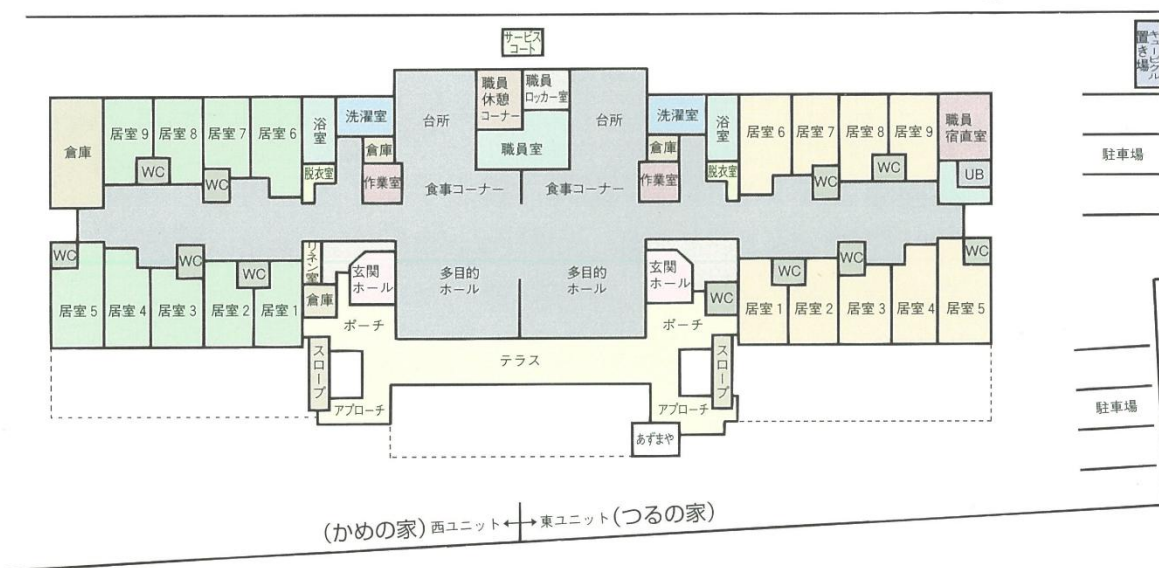 サービス
コート
キュービクル
置き場
倉庫
居室9
居室8
居室7
居室6
浴室
脱衣室
洗濯室
倉庫
作業室
台所
職員
休憩
コーナー
職員
ロッカー室
職員室
台所
洗濯室
倉庫
作業室
浴室
脱衣室
居室6
居室7
居室8
居室9
職員
宿直室
UB
駐車場
WC
WC
WC
WC
食事コーナー
食事コーナー
WC
WC
WC
リネン室
倉庫
玄関
ホール
多目的
ホール
多目的
ホール
玄関
ホール
WC
WC
WC
WC
居室5
居室4
居室3
居室2
居室1
ポーチ
ポーチ
居室1
居室2
居室3
居室4
居室5
スロープ
テラス
スロープ
アプローチ
アプローチ
あずまや
駐車場
(かめの家) 西ユニット←→東ユニット (つるの家)